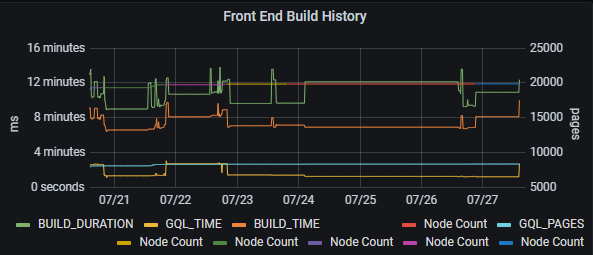 Front End Build History
16 minutes 25000
12 minutes 20000
8 minutes 15000
4 minutes 10000
0 seconds 5000
ms
pages
07/21 07/22 07/23 07/24 07/25 07/26 07/27
BUILD_DURATION GQL_TIME BUILD_TIME Node Count GQL_PAGES
Node Count Node Count Node Count Node Count Node Count